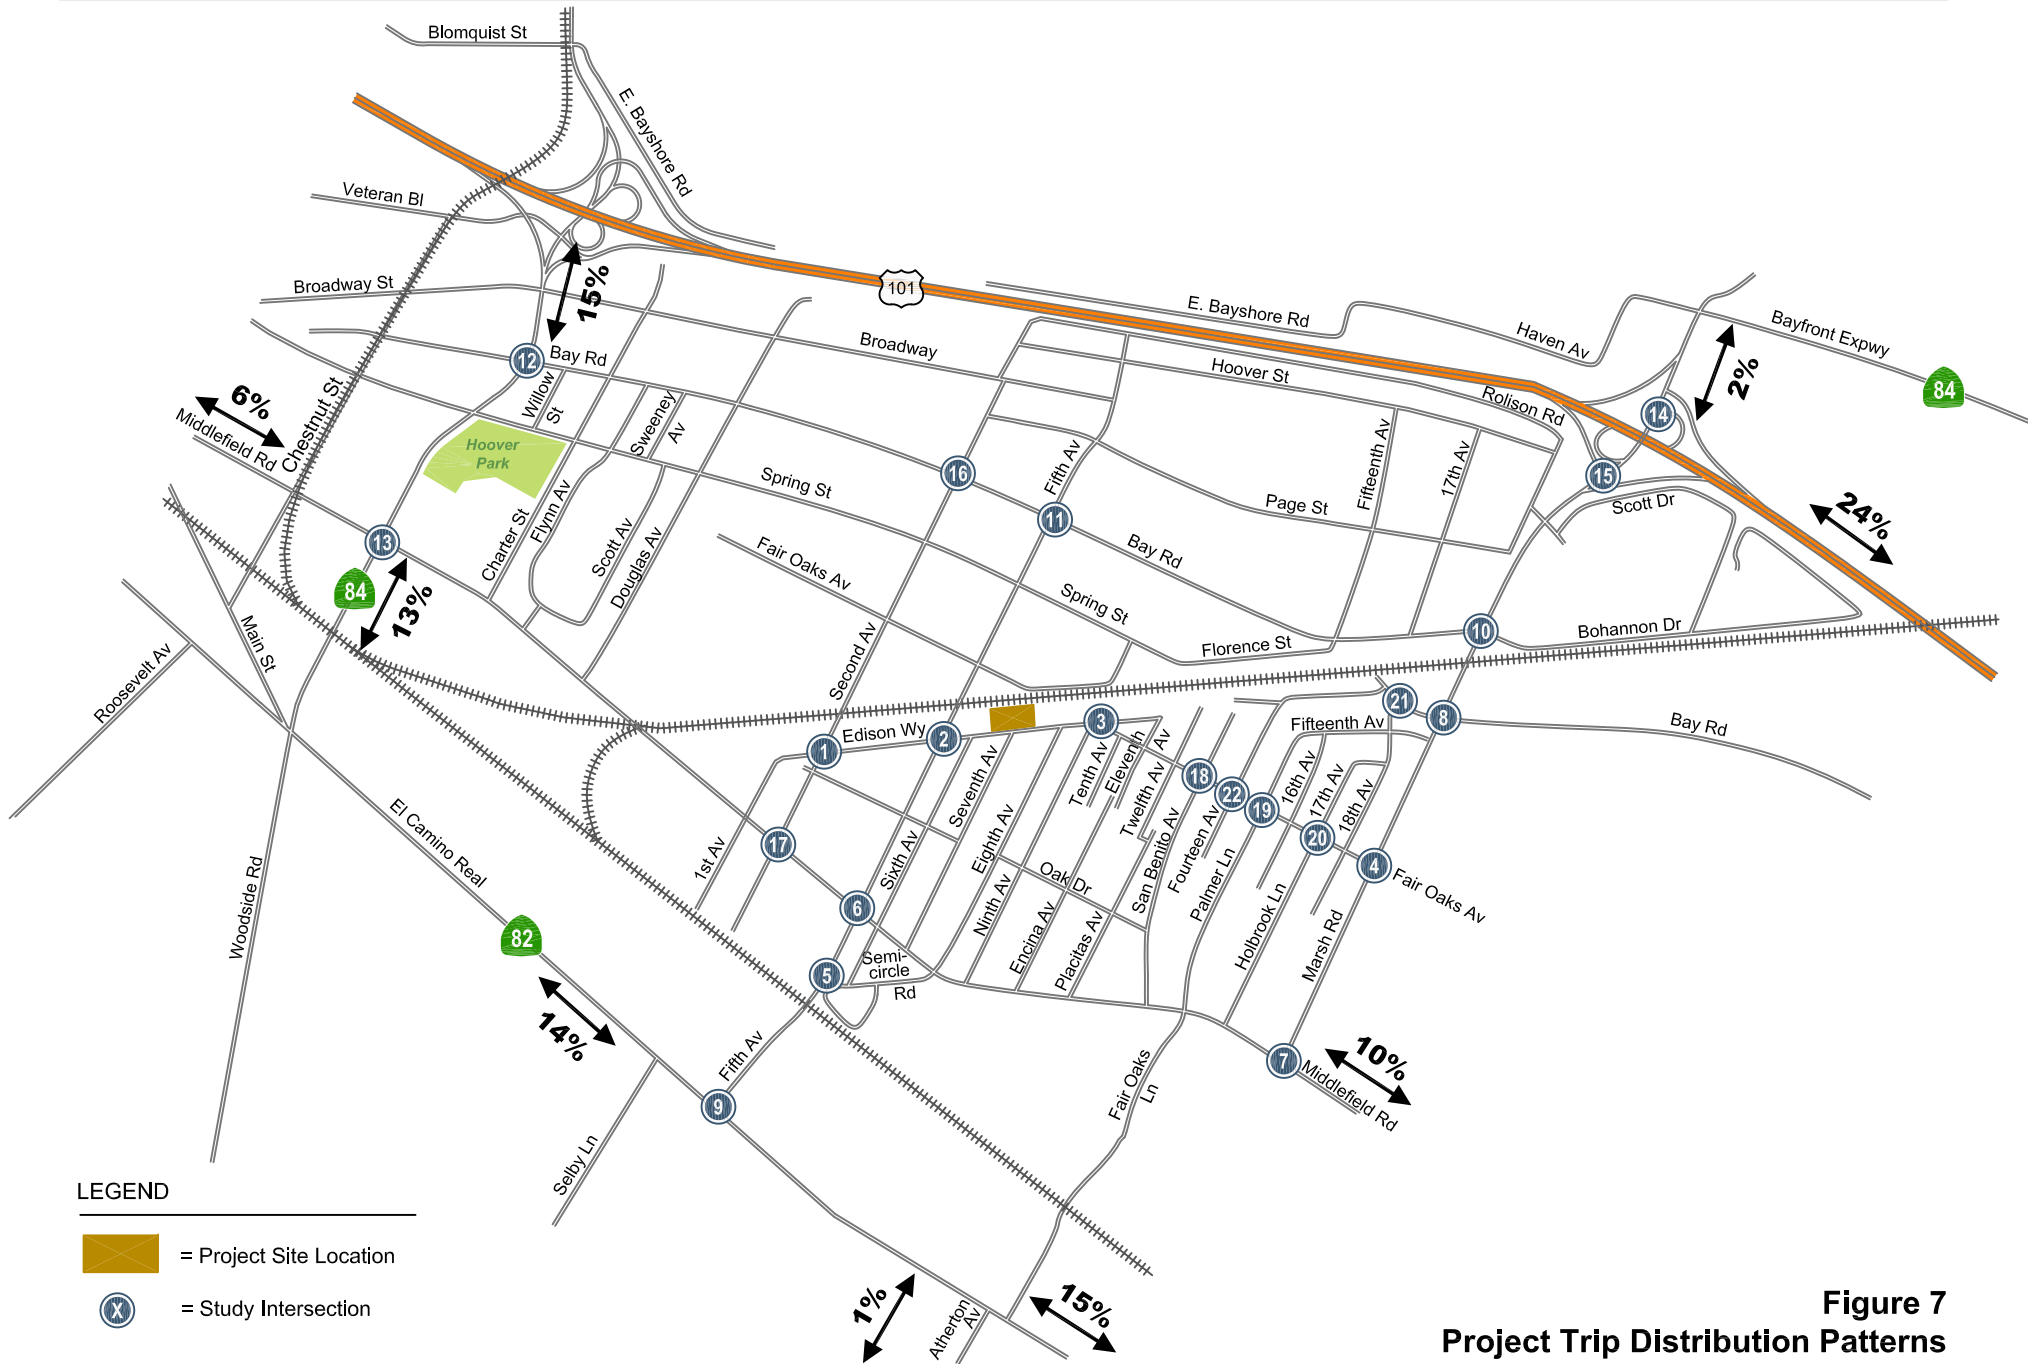 Blomquist St
E. Bayshore Rd
Veteran Bl
Broadway St
15%
101
E. Bayshore Rd
Haven Av
Bayfront Expwy
84
2%
12
Bay Rd
Broadway
Hoover St
Rolison Rd
14
6%
Middlefield Rd
Chestnut St
Willow
St
Sweeney
Av
Hoover
Park
Fifth Av
Fifteenth Av
17th Av
15
Scott Dr
16
Spring St
Page St
24%
11
13
Charter St
Flynn Av
Scott Av
Douglas Av
Fair Oaks Av
Bay Rd
84
13%
Spring St
Florence St
10
Bohannon Dr
Roosevelt Av
Main St
Second Av
21
8
Bay Rd
Edison Wy
1
2
3
Fifteenth Av
Tenth Av
Eleventh
Av
Twelfth Av
18
22
19
20
4
16th Av
17th Av
18th Av
Fair Oaks Av
El Camino Real
1st Av
17
Sixth Av
Seventh Av
Eighth Av
Ninth Av
Oak Dr
Encina Av
Placitas Av
San Benito Av
Fourteen Av
Palmer Ln
Holbrook Ln
Marsh Rd
Woodside Rd
82
6
5
Semi-
circle
Rd
14%
Fifth Av
9
Selby Ln
Fair Oaks
Ln
7
10%
Middlefield Rd
LEGEND
= Project Site Location
X
= Study Intersection
1%
Atherton
Av
15%
Figure 7
Project Trip Distribution Patterns